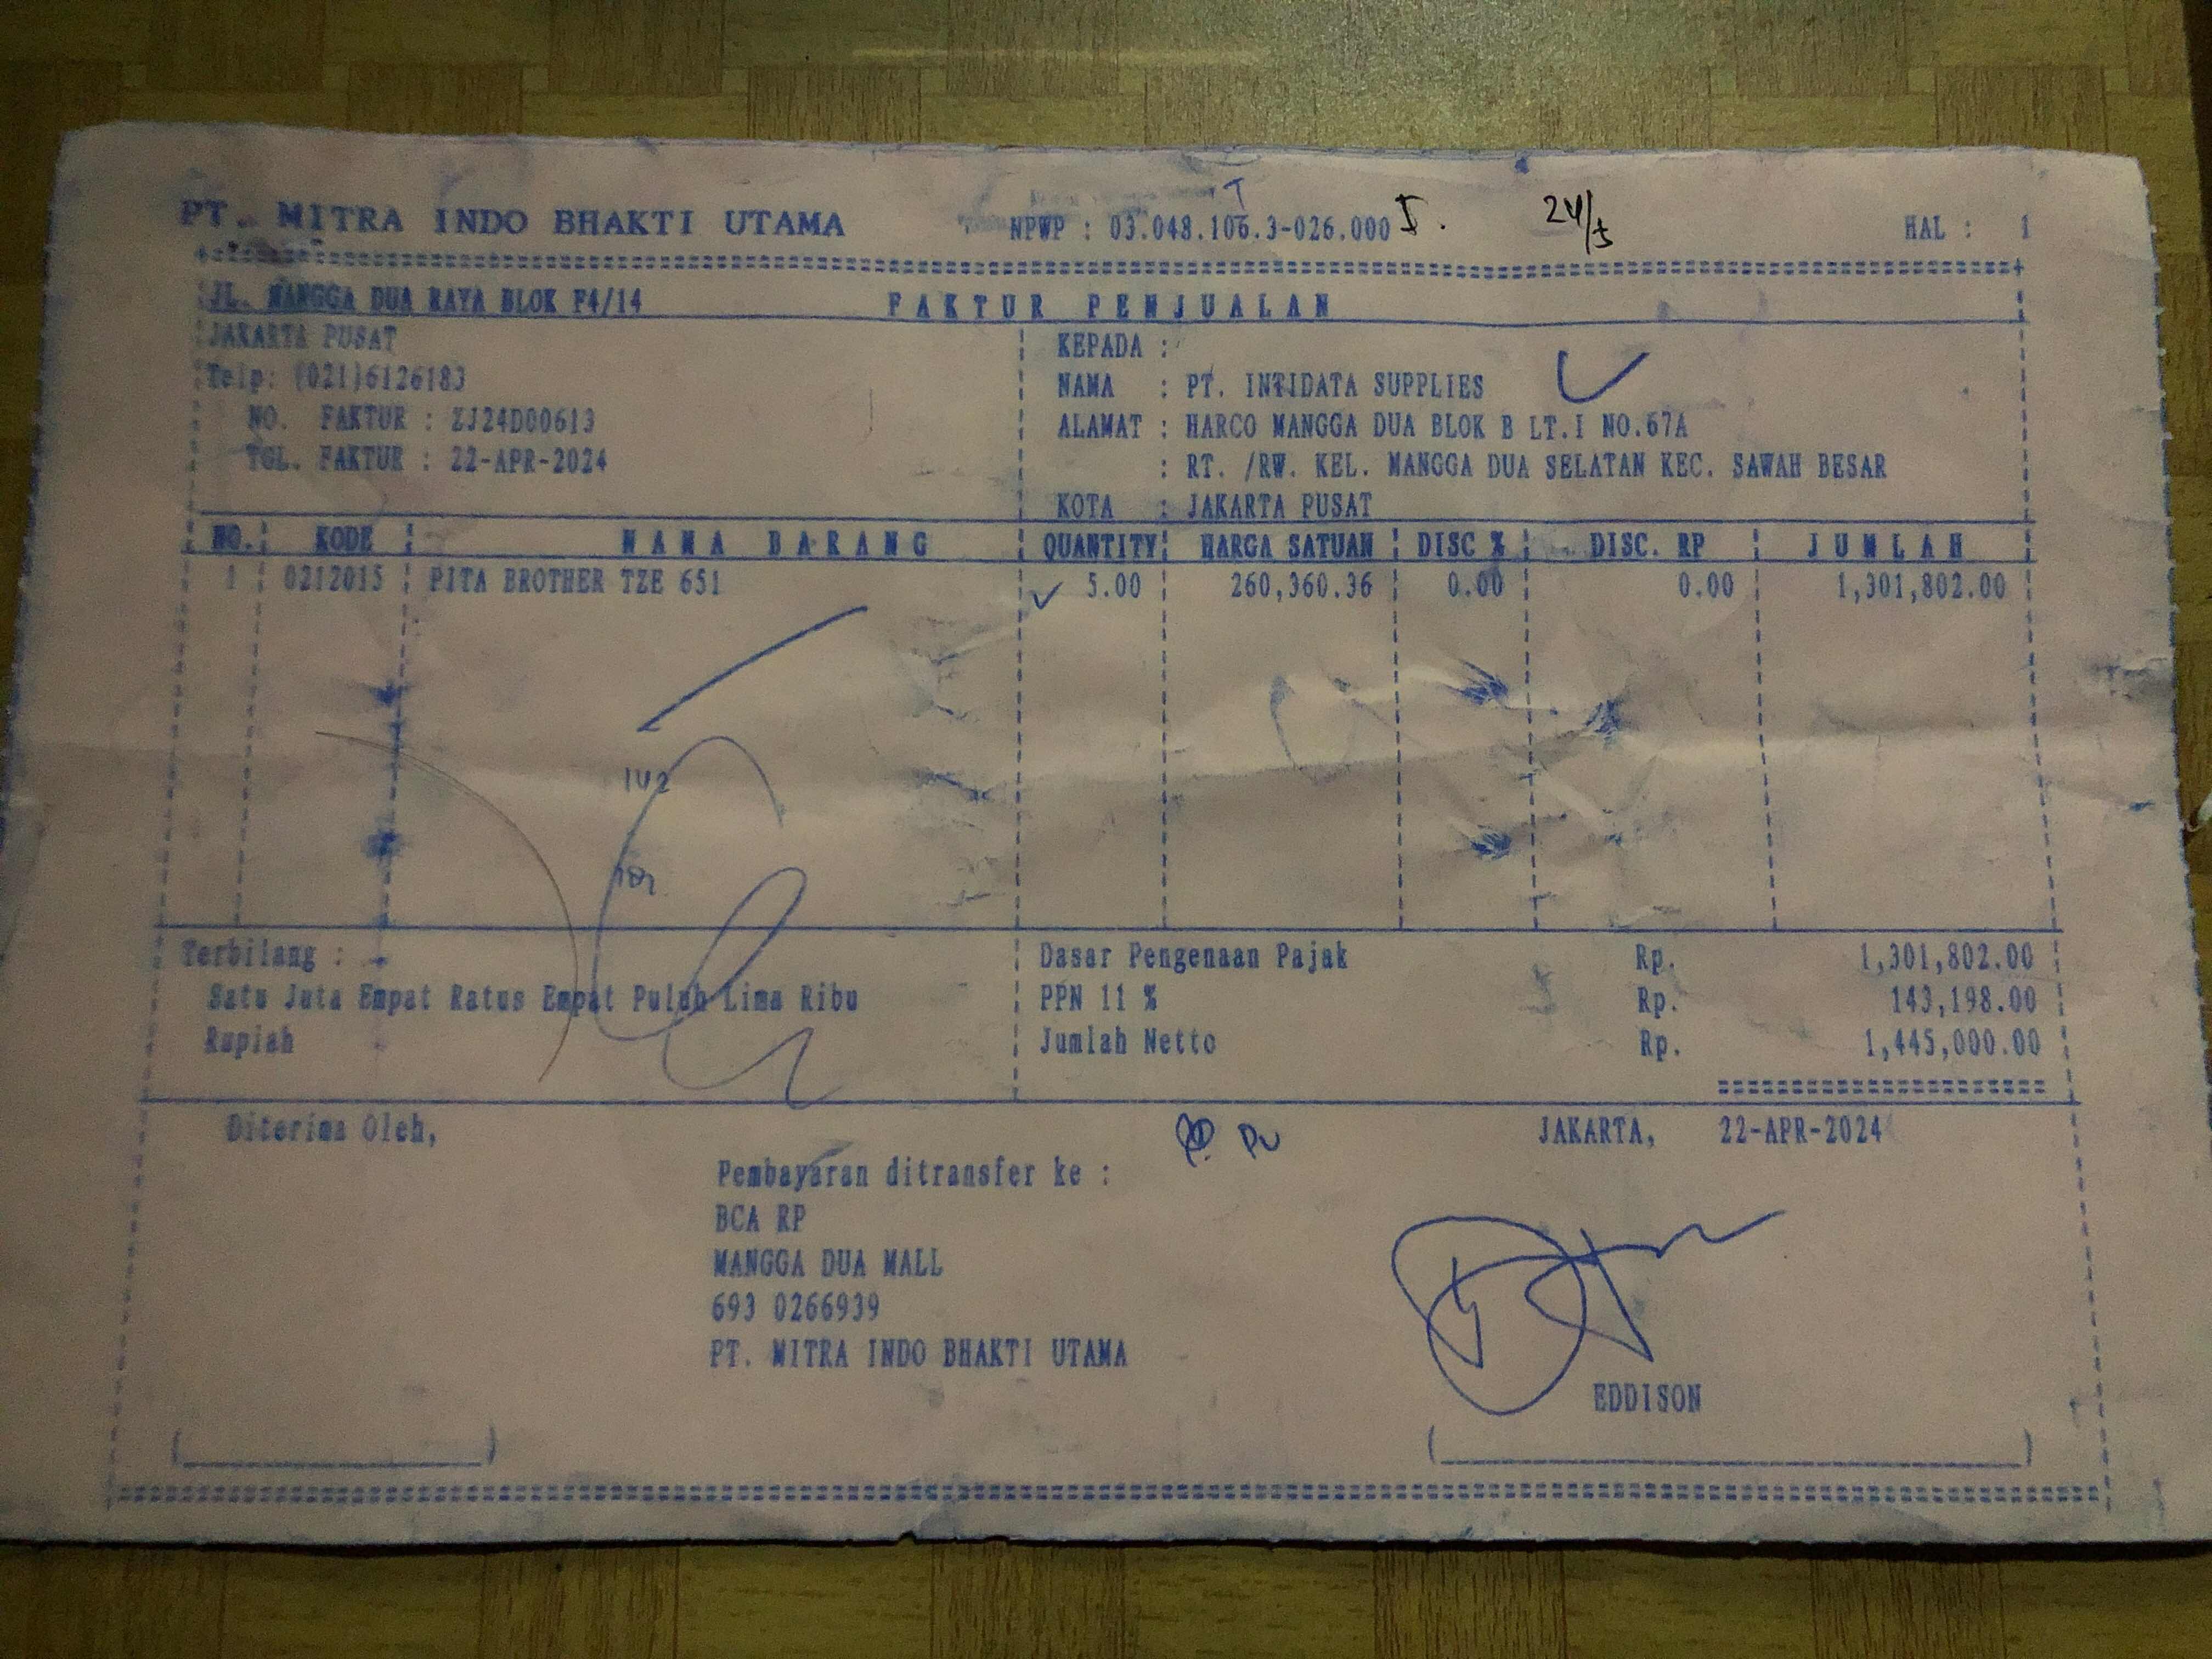 PT. MITRA INDO BHAKTI UTAMA NPWP : 03.048.106.3-026.000 HAL : 1
JL. MANGGA DUA RAYA BLOK F4/14 FAKTUR PENJUALAN
JAKARTA PUSAT
Telp: (021)6126183
NO. FAKTUR : ZJ24D00613
TGL. FAKTUR : 22-APR-2024
KEPADA :
NAMA : PT. INTIDATA SUPPLIES
ALAMAT : HARCO MANGGA DUA BLOK B LT.I NO.67A
: RT. /RW. KEL. MANGGA DUA SELATAN KEC. SAWAH BESAR
KOTA : JAKARTA PUSAT
NO. KODE NAMA BARANG QUANTITY HARGA SATUAN DISC % DISC. RP JUMLAH
1 0212015 PITA BROTHER TZE 651 5.00 260,360.36 0.00 0.00 1,301,802.00
Terbilang :
Satu Juta Empat Ratus Empat Puluh Lima Ribu
Rupiah
Dasar Pengenaan Pajak Rp. 1,301,802.00
PPN 11 % Rp. 143,198.00
Jumlah Netto Rp. 1,445,000.00
Diterima Oleh,
JAKARTA, 22-APR-2024
Pembayaran ditransfer ke :
BCA RP
MANGGA DUA MALL
693 0266939
PT. MITRA INDO BHAKTI UTAMA
EDDISON